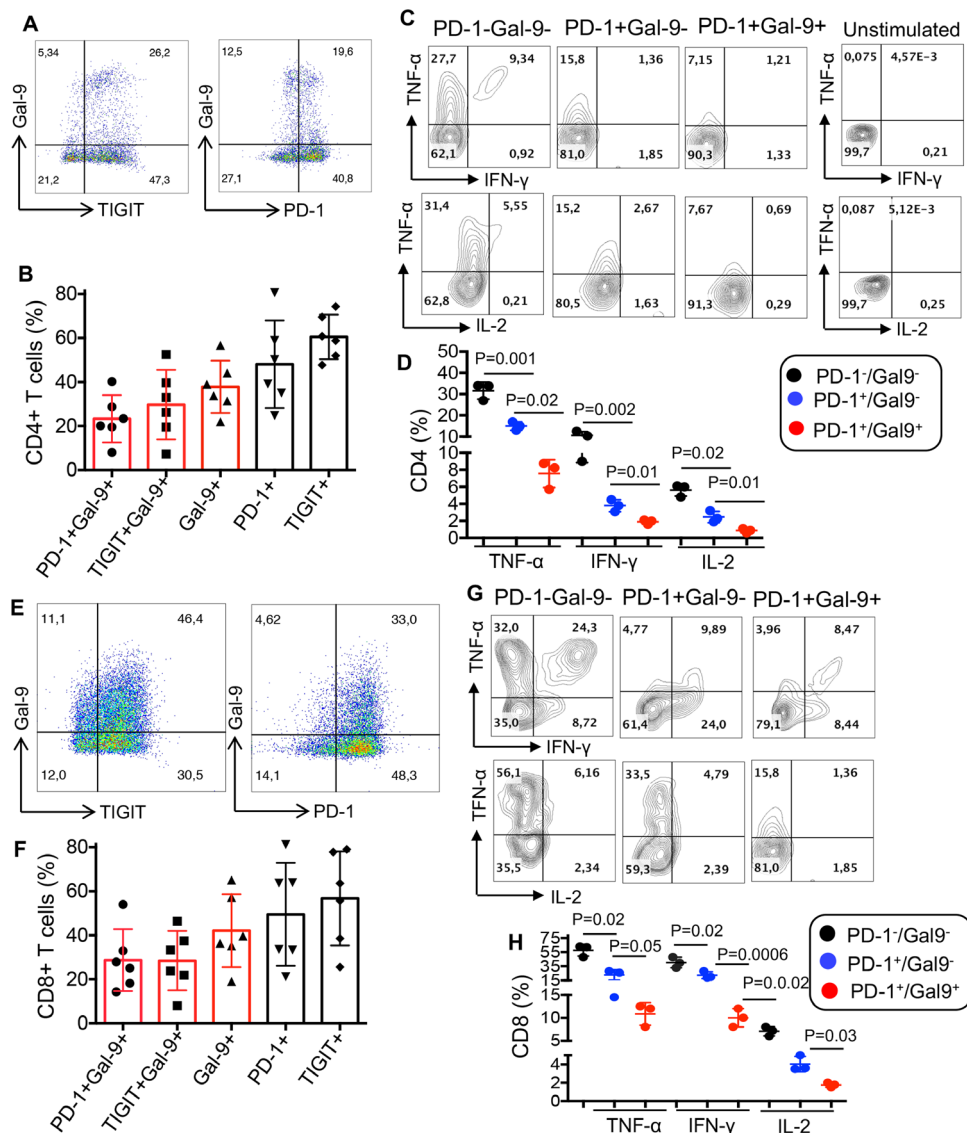 A
5,34 26,2
21,2 47,3
Gal-9
TIGIT
12,5 19,6
27,1 40,8
Gal-9
PD-1
B
CD4+ T cells (%)
80
60
40
20
0
PD-1+Gal-9+
TIGIT+Gal-9+
Gal-9+
PD-1+
TIGIT+
C
PD-1-Gal-9- PD-1+Gal-9- PD-1+Gal-9+ Unstimulated
TNF-α
27,7 9,34
62,1 0,92
15,8 1,36
81,0 1,85
7,15 1,21
90,3 1,33
IFN-γ
TNF-α
0,075 4,57E-3
99,7 0,21
IFN-γ
TNF-α
31,4 5,55
62,8 0,21
15,2 2,67
80,5 1,63
7,67 0,69
91,3 0,29
IL-2
TFN-α
0,087 5,12E-3
99,7 0,25
IL-2
D
CD4 (%)
50
40
30
20
10
8
6
4
2
0
P=0.001
P=0.02
P=0.002
P=0.01
P=0.02
P=0.01
TNF-α IFN-γ IL-2
PD-1-/Gal9-
PD-1+/Gal9-
PD-1+/Gal9+
E
11,1 46,4
12,0 30,5
Gal-9
TIGIT
4,62 33,0
14,1 48,3
Gal-9
PD-1
F
CD8+ T cells (%)
80
60
40
20
0
PD-1+Gal-9+
TIGIT+Gal-9+
Gal-9+
PD-1+
TIGIT+
G
PD-1-Gal-9- PD-1+Gal-9- PD-1+Gal-9+
TNF-α
32,0 24,3
35,0 8,72
4,77 9,89
61,4 24,0
3,96 8,47
79,1 8,44
IFN-γ
TFN-α
56,1 6,16
35,5 2,34
33,5 4,79
59,3 2,39
15,8 1,36
81,0 1,85
IL-2
H
CD8 (%)
75
55
35
15
15
10
5
4
2
0
P=0.02
P=0.05
P=0.02
P=0.0006
P=0.0.02
P=0.03
TNF-α IFN-γ IL-2
PD-1-/Gal9-
PD-1+/Gal9-
PD-1+/Gal9+